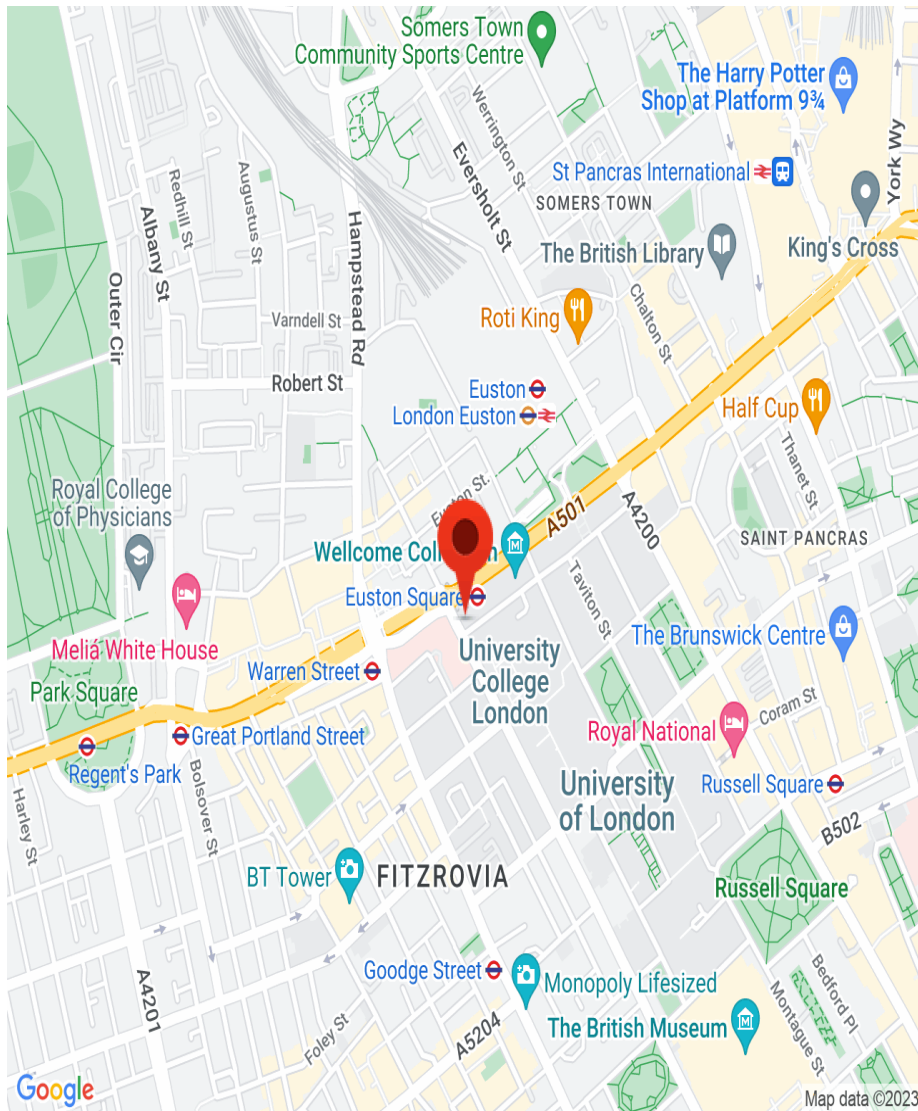 Somers Town
Community Sports Centre
The Harry Potter
Shop at Platform 9¾
Werrington St
Eversholt St
St Pancras International
York Wy
SOMERS TOWN
Redhill St
Augustus St
Albany St
Hampstead Rd
The British Library
King's Cross
Outer Cir
Varndell St
Roti King
Chalton St
Robert St
Euston
London Euston
Half Cup
Thanet St
Royal College
of Physicians
Euston St.
A501
A4200
SAINT PANCRAS
Wellcome Col
n
Euston Square
Taviton St
Meliá White House
University
College
London
The Brunswick Centre
Warren Street
Park Square
Coram St
Royal National
Great Portland Street
Regent's Park
Russell Square
Harley St
Bolsover St
University
of London
B502
BT Tower
FITZROVIA
Russell Square
Goodge Street
Monopoly Lifesized
Bedford Pl
Montague St
A4201
Foley St
A5204
The British Museum
Google
Map data ©2023